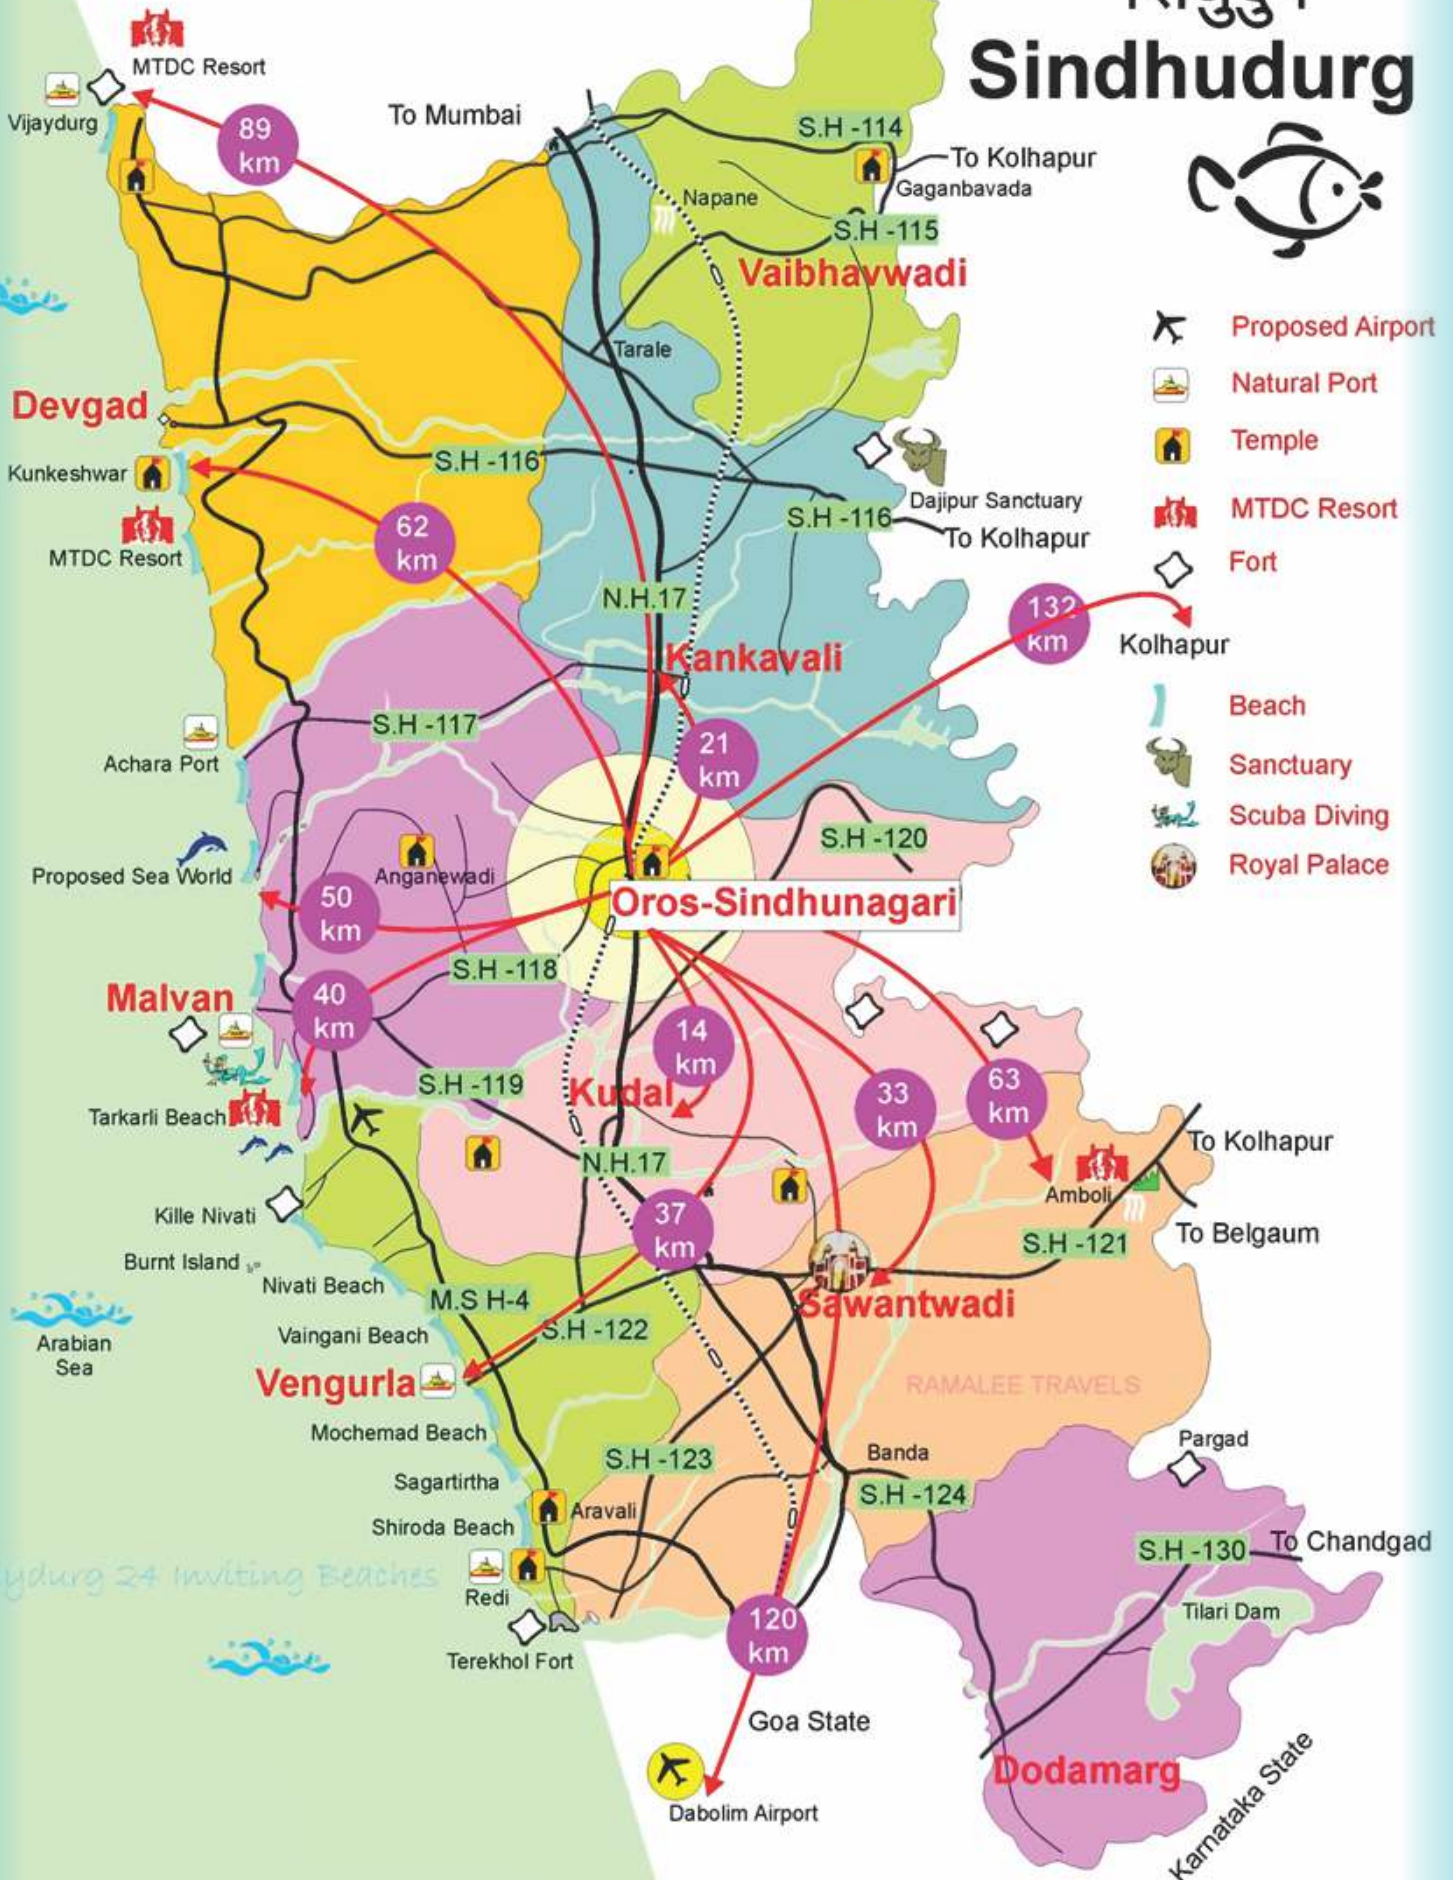 Sindhudurg
MTDC Resort
Vijaydurg
89
km
To Mumbai
S.H -114
To Kolhapur
Gaganbavada
Napane
S.H -115
Vaibhavwadi
Proposed Airport
Natural Port
Temple
MTDC Resort
Fort
Tarale
Devgad
Kunkeshwar
S.H -116
MTDC Resort
62
km
Dajipur Sanctuary
S.H -116
To Kolhapur
N.H.17
132
km
Kolhapur
Kankavali
Beach
Sanctuary
Scuba Diving
Royal Palace
S.H -117
Achara Port
21
km
S.H -120
Proposed Sea World
Anganewadi
50
km
Oros-Sindhunagari
S.H -118
Malvan
40
km
14
km
S.H -119
Kudal
33
km
63
km
Tarkarli Beach
To Kolhapur
N.H.17
Amboli
Kille Nivati
37
km
To Belgaum
S.H -121
Burnt Island
Nivati Beach
M.S H-4
Sawantwadi
Arabian
Sea
Vaingani Beach
S.H -122
Vengurla
RAMALEE TRAVELS
Mochemad Beach
Banda
Pargad
S.H -123
Sagartirtha
S.H -124
Aravali
Shiroda Beach
S.H -130
To Chandgad
ydurg 24 Inviting Beaches
Redi
Tilari Dam
120
km
Terekhol Fort
Goa State
Dodamarg
Dabolim Airport
Karnataka State